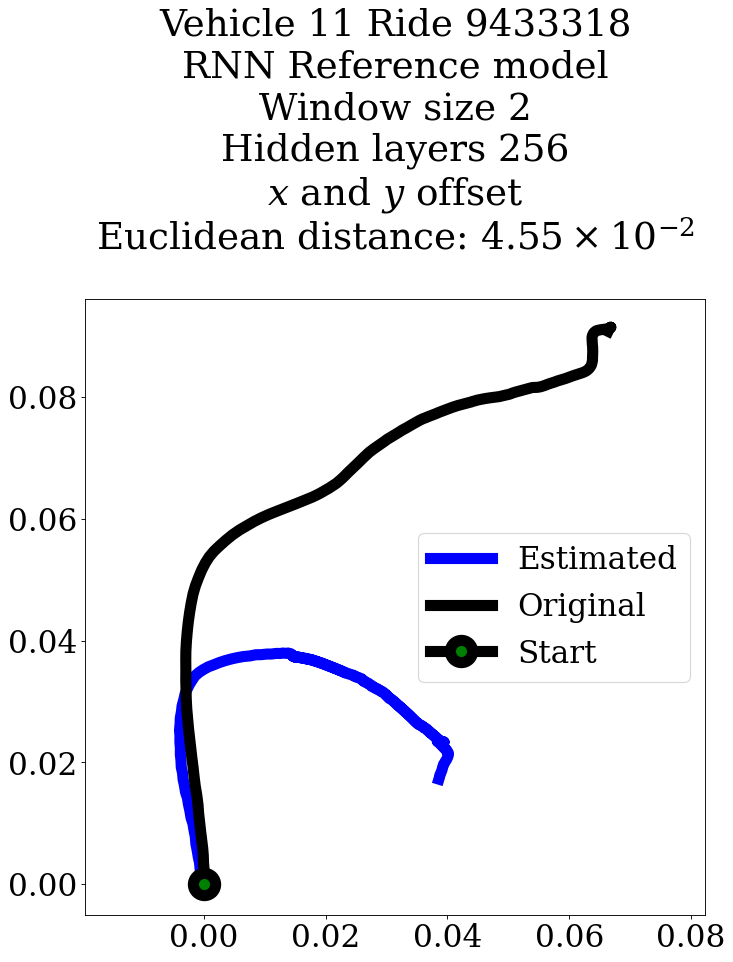 Vehicle 11 Ride 9433318
RNN Reference model
Window size 2
Hidden layers 256
x and y offset
Euclidean distance: 4.55 × 10⁻²
0.08
0.06
0.04
0.02
0.00
Estimated
Original
Start
0.00 0.02 0.04 0.06 0.08